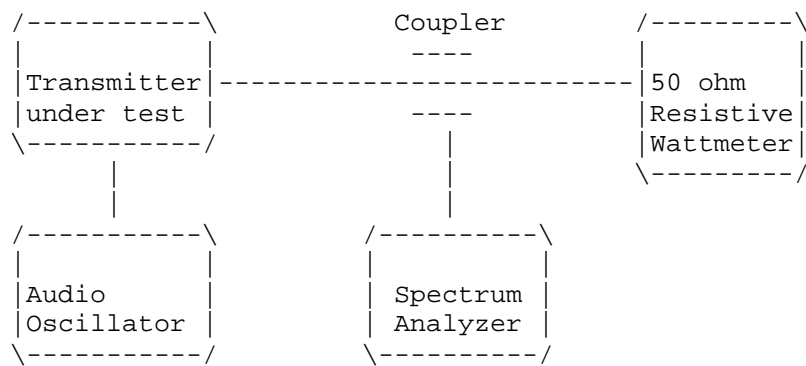 Coupler
Transmitter
under test
50 ohm
Resistive
Wattmeter
Audio
Oscillator
Spectrum
Analyzer